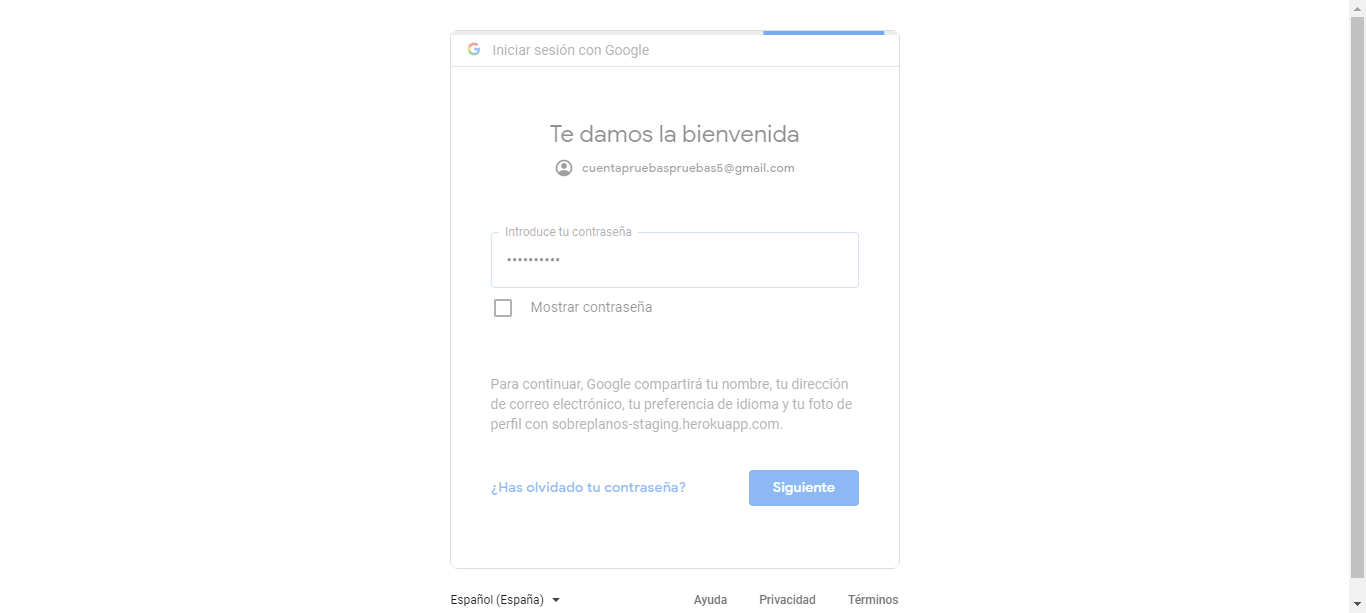 Iniciar sesión con Google
Te damos la bienvenida
cuentapruebaspruebas5@gmail.com
Introduce tu contraseña
••••••••••
Mostrar contraseña
Para continuar, Google compartirá tu nombre, tu dirección
de correo electrónico, tu preferencia de idioma y tu foto de
perfil con sobreplanos-staging.herokuapp.com.
¿Has olvidado tu contraseña?
Siguiente
Español (España)
Ayuda
Privacidad
Términos